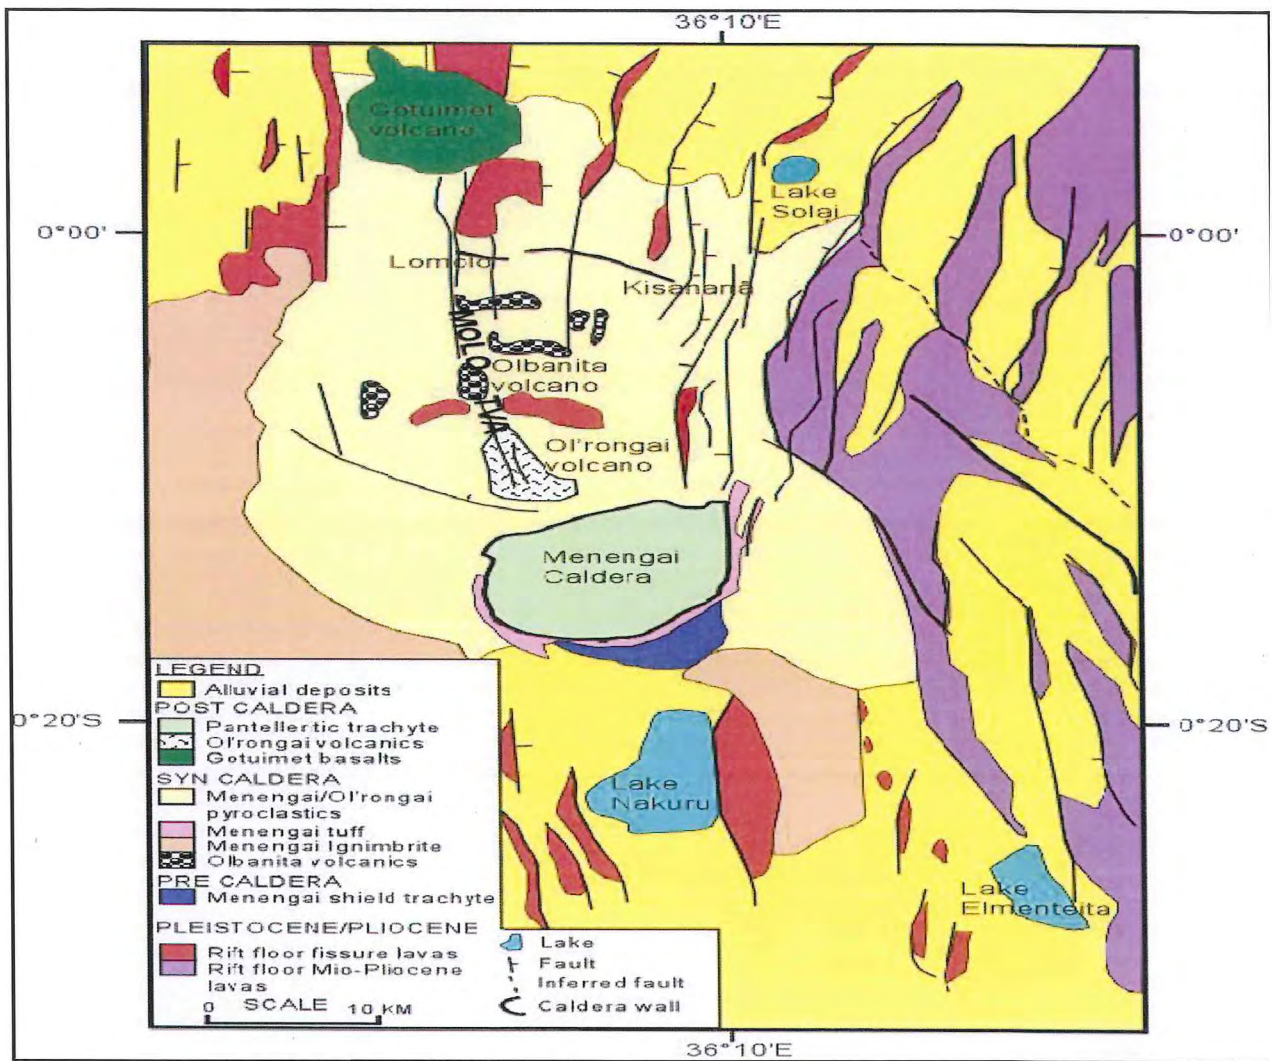 36°10'E
Gotuimet
volcano
Lake
Solai
0°00'
0°00'
Lomolo
Kisanana
MOLO TVA
Olbanita
volcano
Ol'rongai
volcano
Menengai
Caldera
LEGEND
Alluvial deposits
POST CALDERA
Pantellertic trachyte
Ol'rongai volcanics
Gotuimet basalts
SYN CALDERA
Menengai/Ol'rongai
pyroclastics
Menengai tuff
Menengai Ignimbrite
Olbanita volcanics
PRE CALDERA
Menengai shield trachyte
PLEISTOCENE/PLIOCENE
Rift floor fissure lavas
Rift floor Mio-Pliocene
lavas
0 SCALE 10 KM
Lake
Fault
Inferred fault
Caldera wall
0°20'S
0°20'S
Lake
Nakuru
Lake
Elmenteita
36°10'E